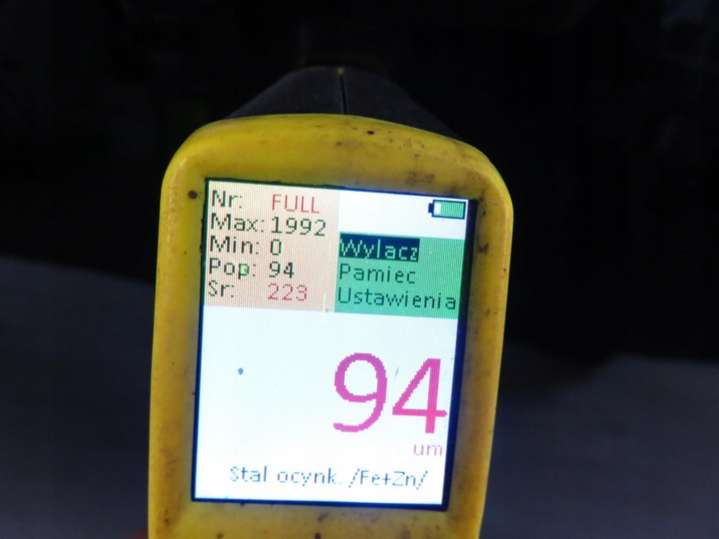 Nr: FULL
Max: 1992
Min: 0
Pop: 94
Sr: 223
Wylacz
Pamiec
Ustawienia
94
um
Stal ocynk. /Fe+Zn/